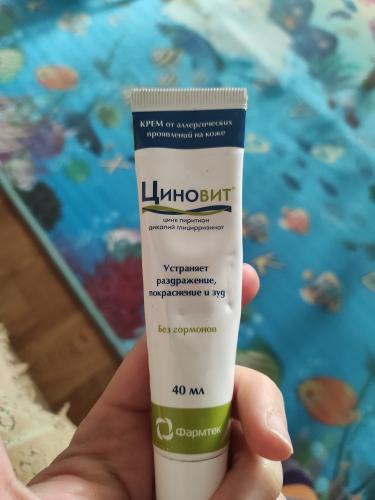 КРЕМ от аллергических
проявлений на коже
ЦИНОВИТ®
цинк пиритион
дикалий глицирризинат
Устраняет
раздражение,
покраснение и зуд
Без гормонов
40 мл
Фармтек